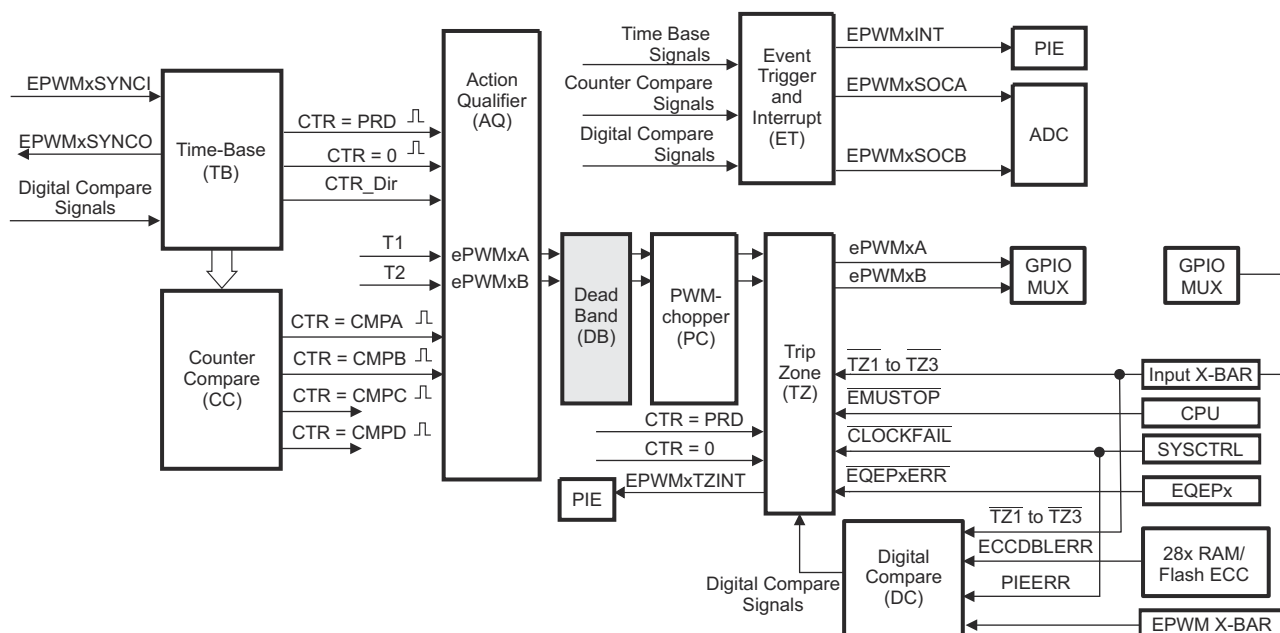 EPWMxSYNCI
EPWMxSYNCO
Digital Compare
Signals
Time-Base
(TB)
CTR = PRD
CTR = 0
CTR_Dir
T1
T2
Counter
Compare
(CC)
CTR = CMPA
CTR = CMPB
CTR = CMPC
CTR = CMPD
Action
Qualifier
(AQ)
ePWMxA
ePWMxB
Dead
Band
(DB)
PWM-
chopper
(PC)
Time Base
Signals
Counter Compare
Signals
Digital Compare
Signals
Event
Trigger
and
Interrupt
(ET)
EPWMxINT
EPWMxSOCA
EPWMxSOCB
PIE
ADC
Trip
Zone
(TZ)
ePWMxA
ePWMxB
GPIO
MUX
GPIO
MUX
TZ1 to TZ3
EMUSTOP
CLOCKFAIL
EQEPxERR
Input X-BAR
CPU
SYSCTRL
EQEPx
CTR = PRD
CTR = 0
EPWMxTZINT
PIE
Digital Compare
Signals
Digital
Compare
(DC)
TZ1 to TZ3
ECCDBLERR
PIEERR
28x RAM/
Flash ECC
EPWM X-BAR